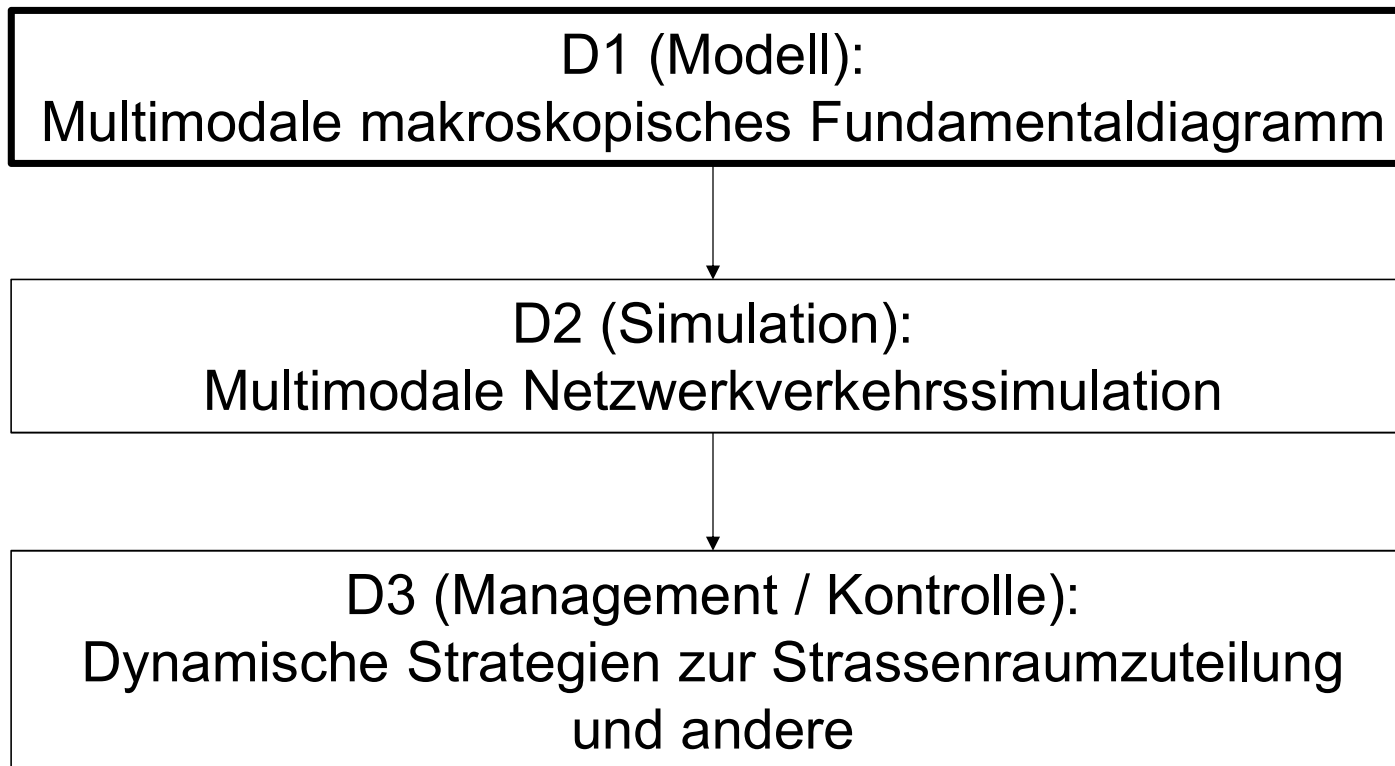 D1 (Modell):
Multimodale makroskopisches Fundamentaldiagramm
D2 (Simulation):
Multimodale Netzwerkverkehrssimulation
D3 (Management / Kontrolle):
Dynamische Strategien zur Strassenraumzuteilung
und andere